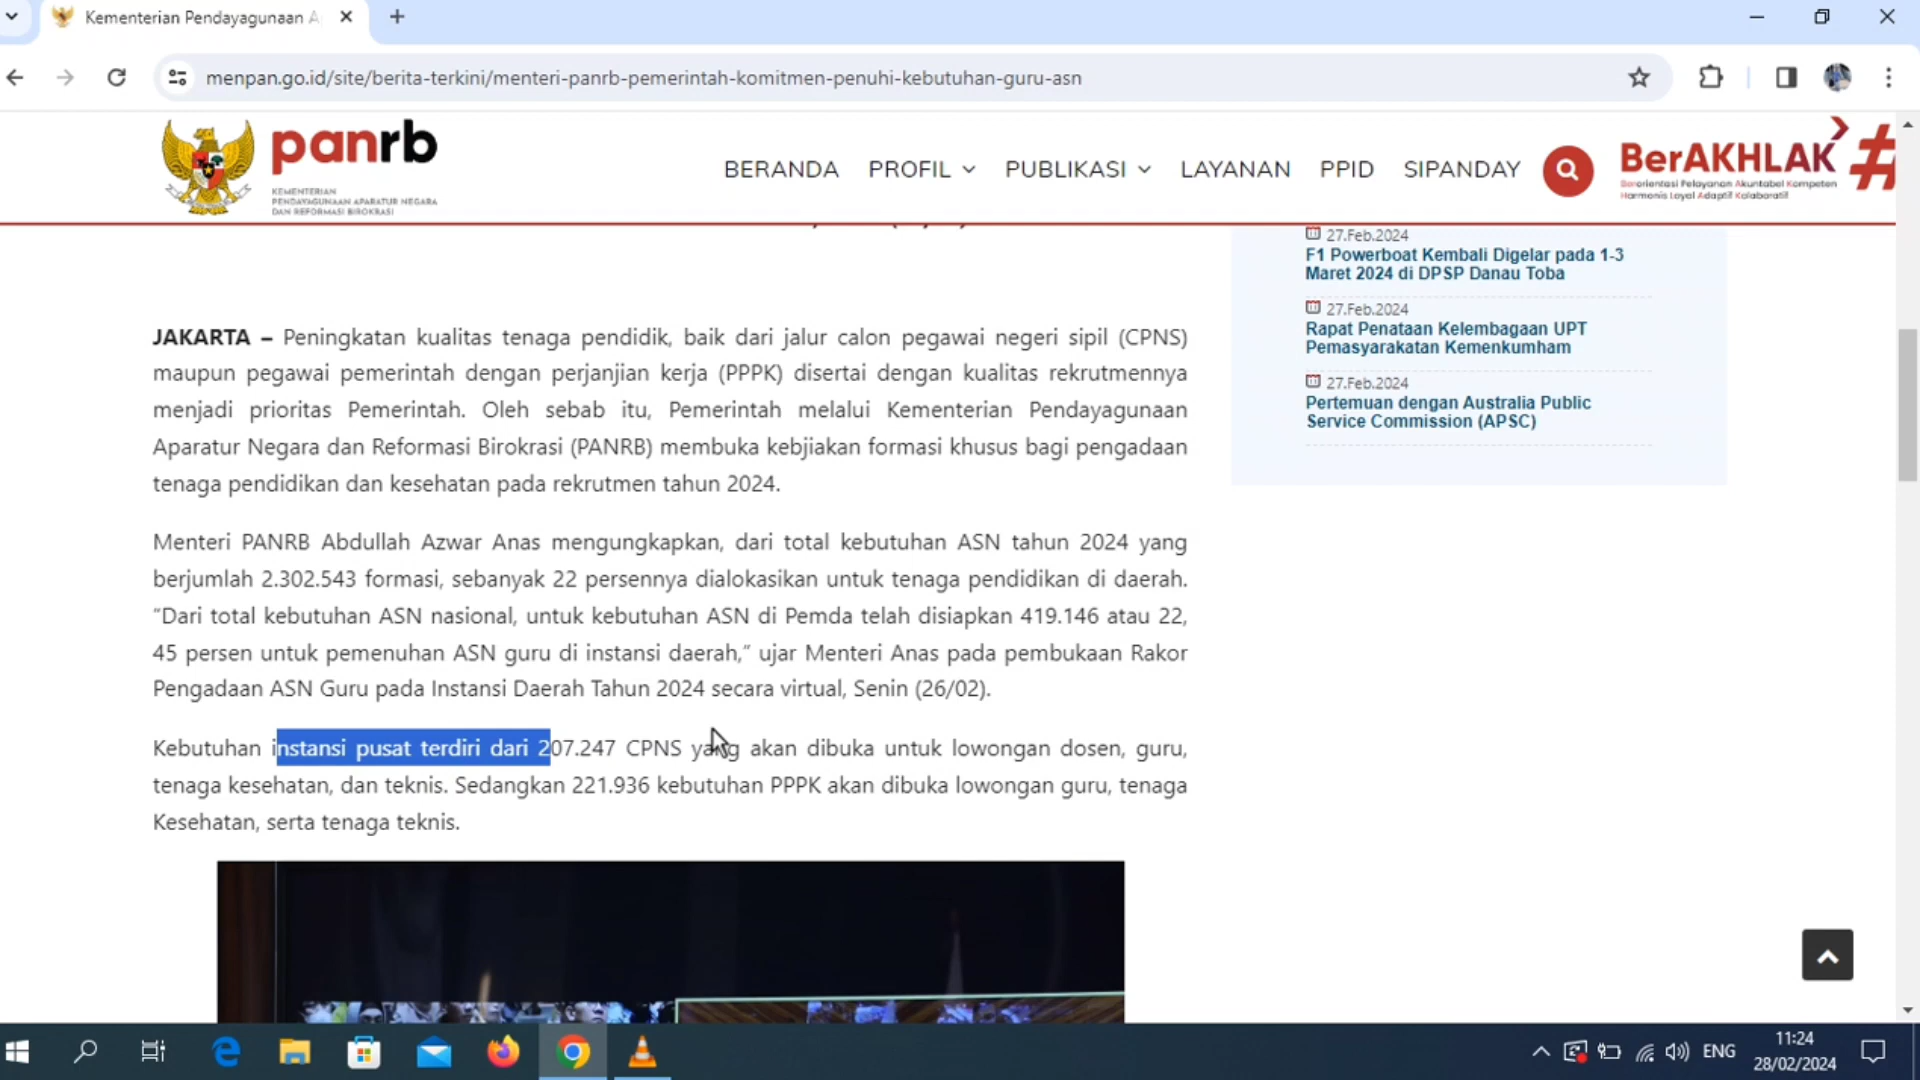 Kementerian Pendayagunaan A
menpan.go.id/site/berita-terkini/menteri-panrb-pemerintah-komitmen-penuhi-kebutuhan-guru-asn
panrb
KEMENTERIAN
PENDAYAGUNAAN APARATUR NEGARA
DAN REFORMASI BIROKRASI
BERANDA PROFIL PUBLIKASI LAYANAN PPID SIPANDAY
BerAKHLAK #
Berorientasi Pelayanan Akuntabel Kompeten
Harmonis Loyal Adaptif Kolaboratif
27.Feb.2024
F1 Powerboat Kembali Digelar pada 1-3
Maret 2024 di DPSP Danau Toba
27.Feb.2024
Rapat Penataan Kelembagaan UPT
Pemasyarakatan Kemenkumham
27.Feb.2024
Pertemuan dengan Australia Public
Service Commission (APSC)
JAKARTA – Peningkatan kualitas tenaga pendidik, baik dari jalur calon pegawai negeri sipil (CPNS)
maupun pegawai pemerintah dengan perjanjian kerja (PPPK) disertai dengan kualitas rekrutmennya
menjadi prioritas Pemerintah. Oleh sebab itu, Pemerintah melalui Kementerian Pendayagunaan
Aparatur Negara dan Reformasi Birokrasi (PANRB) membuka kebjiakan formasi khusus bagi pengadaan
tenaga pendidikan dan kesehatan pada rekrutmen tahun 2024.
Menteri PANRB Abdullah Azwar Anas mengungkapkan, dari total kebutuhan ASN tahun 2024 yang
berjumlah 2.302.543 formasi, sebanyak 22 persennya dialokasikan untuk tenaga pendidikan di daerah.
“Dari total kebutuhan ASN nasional, untuk kebutuhan ASN di Pemda telah disiapkan 419.146 atau 22,
45 persen untuk pemenuhan ASN guru di instansi daerah,” ujar Menteri Anas pada pembukaan Rakor
Pengadaan ASN Guru pada Instansi Daerah Tahun 2024 secara virtual, Senin (26/02).
Kebutuhan instansi pusat terdiri dari 207.247 CPNS yang akan dibuka untuk lowongan dosen, guru,
tenaga kesehatan, dan teknis. Sedangkan 221.936 kebutuhan PPPK akan dibuka lowongan guru, tenaga
Kesehatan, serta tenaga teknis.
ENG
11:24
28/02/2024